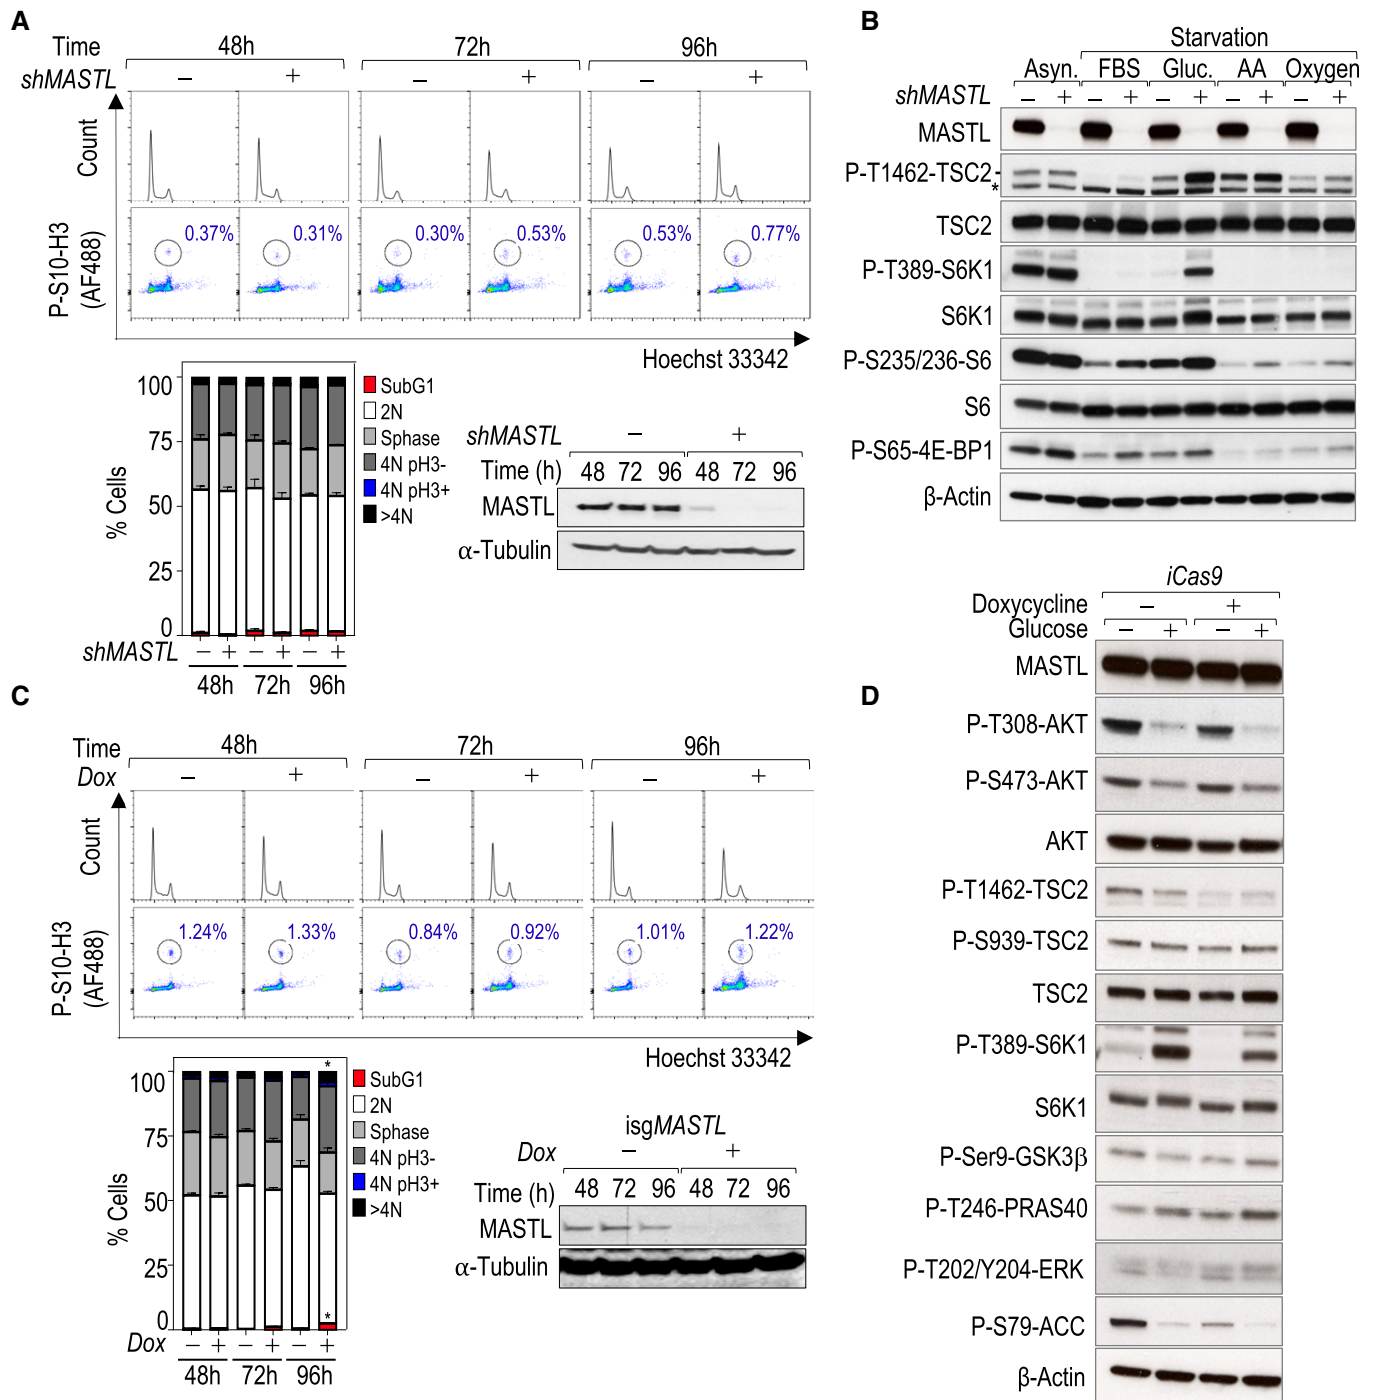 A
Time 48h 72h 96h
shMASTL – + – + – +
Count
P-S10-H3
(AF488)
0.37% 0.31% 0.30% 0.53% 0.53% 0.77%
Hoechst 33342
% Cells
100
75
50
25
0
SubG1
2N
Sphase
4N pH3-
4N pH3+
>4N
shMASTL – + – + – +
48h 72h 96h
shMASTL – +
Time (h) 48 72 96 48 72 96
MASTL
α-Tubulin
B
Starvation
Asyn. FBS Gluc. AA Oxygen
shMASTL – + – + – + – + – +
MASTL
P-T1462-TSC2-
*
TSC2
P-T389-S6K1
S6K1
P-S235/236-S6
S6
P-S65-4E-BP1
β-Actin
C
Time 48h 72h 96h
Dox – + – + – +
Count
P-S10-H3
(AF488)
1.24% 1.33% 0.84% 0.92% 1.01% 1.22%
Hoechst 33342
% Cells
100
75
50
25
0
*
*
SubG1
2N
Sphase
4N pH3-
4N pH3+
>4N
Dox – + – + – +
48h 72h 96h
isgMASTL
Dox – +
Time (h) 48 72 96 48 72 96
MASTL
α-Tubulin
D
iCas9
Doxycycline – +
Glucose – + – +
MASTL
P-T308-AKT
P-S473-AKT
AKT
P-T1462-TSC2
P-S939-TSC2
TSC2
P-T389-S6K1
S6K1
P-Ser9-GSK3β
P-T246-PRAS40
P-T202/Y204-ERK
P-S79-ACC
β-Actin